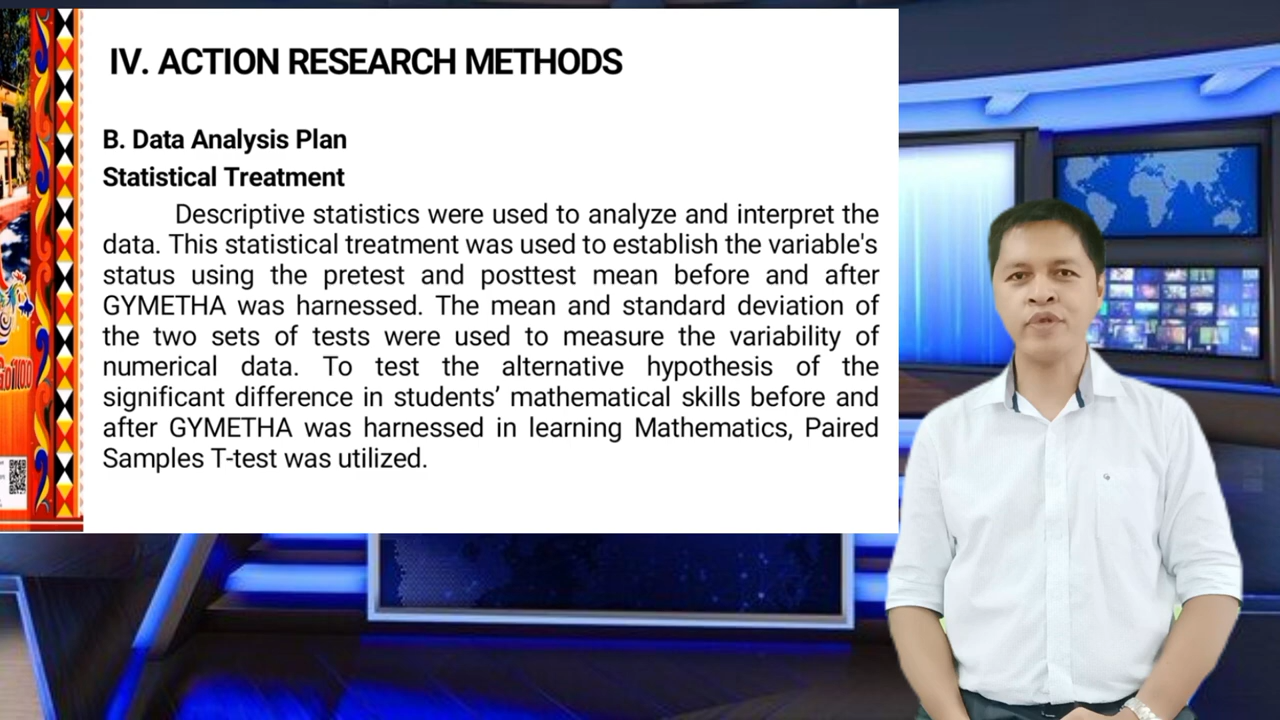 IV. ACTION RESEARCH METHODS
B. Data Analysis Plan
Statistical Treatment
Descriptive statistics were used to analyze and interpret the
data. This statistical treatment was used to establish the variable's
status using the pretest and posttest mean before and after
GYMETHA was harnessed. The mean and standard deviation of
the two sets of tests were used to measure the variability of
numerical data. To test the alternative hypothesis of the
significant difference in students’ mathematical skills before and
after GYMETHA was harnessed in learning Mathematics, Paired
Samples T-test was utilized.